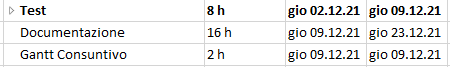 Test 8 h gio 02.12.21 gio 09.12.21
Documentazione 16 h gio 09.12.21 gio 23.12.21
Gantt Consuntivo 2 h gio 09.12.21 gio 09.12.21